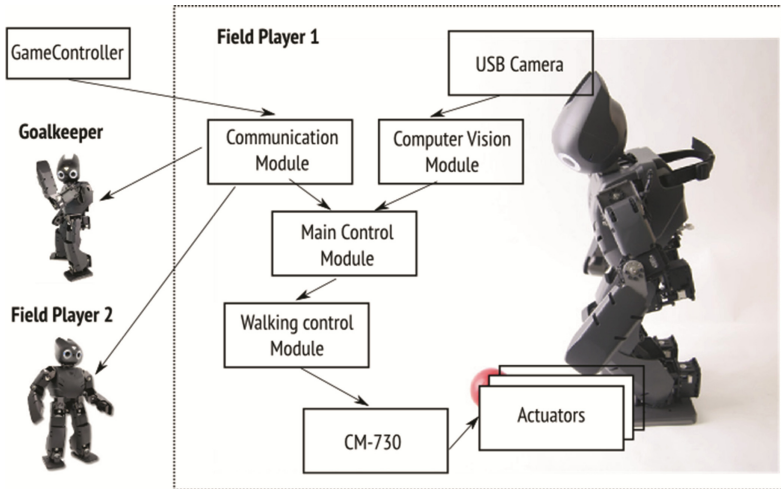 Field Player 1
GameController
USB Camera
Goalkeeper
Communication
Module
Computer Vision
Module
Main Control
Module
Field Player 2
Walking control
Module
Actuators
CM-730